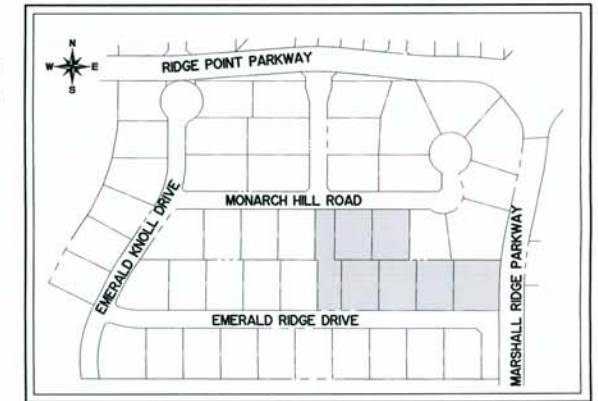 N
W E
S
RIDGE POINT PARKWAY
MONARCH HILL ROAD
EMERALD KNOLL DRIVE
MARSHALL RIDGE PARKWAY
EMERALD RIDGE DRIVE